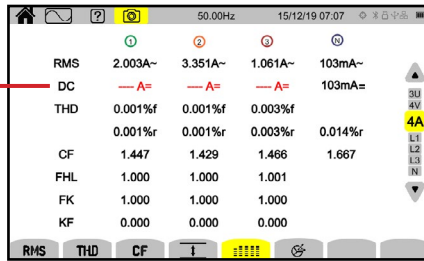 ? 50.00Hz 15/12/19 07:07
1 2 3 N
RMS 2.003A~ 3.351A~ 1.061A~ 103mA~
DC ---- A= ---- A= ---- A= 103mA=
THD 0.001%f 0.001%f 0.003%f
0.001%r 0.001%r 0.003%r 0.014%r
CF 1.447 1.429 1.466 1.667
FHL 1.000 1.000 1.001
FK 1.000 1.000 1.000
KF 0.000 0.000 0.000
3U
4V
4A
L1
L2
L3
N
RMS THD CF